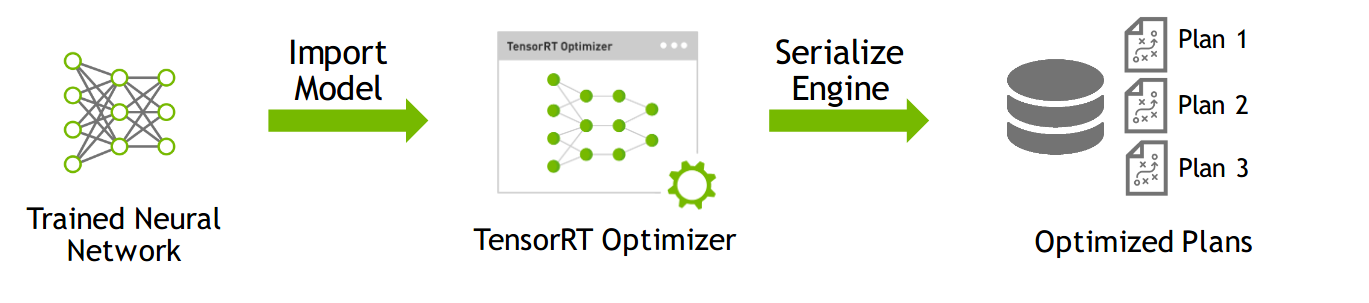 Import
Model
TensorRT Optimizer
Serialize
Engine
Plan 1
Plan 2
Plan 3
Trained Neural
Network
TensorRT Optimizer
Optimized Plans